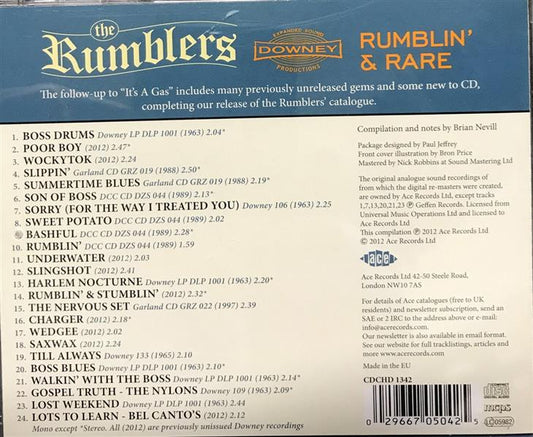 the
Rumblers
EXPANDED SOUND
DOWNEY
PRODUCTIONS
RUMBLIN'
& RARE
The follow-up to "It's A Gas" includes many previously unreleased gems and some new to CD,
completing our release of the Rumblers' catalogue.
1. BOSS DRUMS Downey LP DLP 1001 (1963) 2.04*
2. POOR BOY (2012) 2.47*
3. WOCKYTOK (2012) 2.24
4. SLIPPIN' Garland CD GRZ 019 (1988) 2.50*
5. SUMMERTIME BLUES Garland CD GRZ 019 (1988) 2.19*
6. SON OF BOSS DCC CD DZS 044 (1989) 2.13*
7. SORRY (FOR THE WAY I TREATED YOU) Downey 106 (1963) 2.25
8. SWEET POTATO DCC CD DZS 044 (1989) 2.02
9. BASHFUL DCC CD DZS 044 (1989) 2.28*
10. RUMBLIN' DCC CD DZS 044 (1989) 1.59
11. UNDERWATER (2012) 2.03
12. SLINGSHOT (2012) 2.41
13. HARLEM NOCTURNE Downey LP DLP 1001 (1963) 2.20*
14. RUMBLIN' & STUMBLIN' (2012) 2.32*
15. THE NERVOUS SET Garland CD GRZ 022 (1997) 2.39
16. CHARGER (2012) 2.18*
17. WEDGEE (2012) 2.02
18. SAXWAX (2012) 2.24
19. TILL ALWAYS Downey 133 (1965) 2.10
20. BOSS BLUES Downey LP DLP 1001 (1963) 2.10*
21. WALKIN' WITH THE BOSS Downey LP DLP 1001 (1963) 2.14*
22. GOSPEL TRUTH - THE NYLONS Downey 109 (1963) 2.09*
23. LOST WEEKEND Downey LP DLP 1001 (1963) 2.44*
24. LOTS TO LEARN - BEL CANTO'S (2012) 2.12
Mono except *Stereo. All (2012) are previously unissued Downey recordings
Compilation and notes by Brian Nevill
Package designed by Paul Jeffrey
Front cover illustration by Bron Price
Mastered by Nick Robbins at Sound Mastering Ltd
The original analogue sound recordings of
from which the digital re-masters were created,
are owned by Ace Records Ltd, except tracks
1,7,13,20,21,23 Ⓟ Geffen Records. Licensed from
Universal Music Operations Ltd and licensed to
Ace Records Ltd
This compilation Ⓟ 2012 Ace Records Ltd
© 2012 Ace Records Ltd
ace
Ace Records Ltd 42-50 Steele Road,
London NW10 7AS
For details of Ace catalogues (free to UK
residents) and newsletter subscription, send an
SAE or 2 IRC to the address above or e-mail:
info@acerecords.com
Our newsletter is also available in email format.
See our website for full tracklistings, articles and
more www.acerecords.com
Made in the EU
CDCHD 1342
0 29667 05042 5
COMPACT disc
DIGITAL AUDIO
mcps
LC 05982